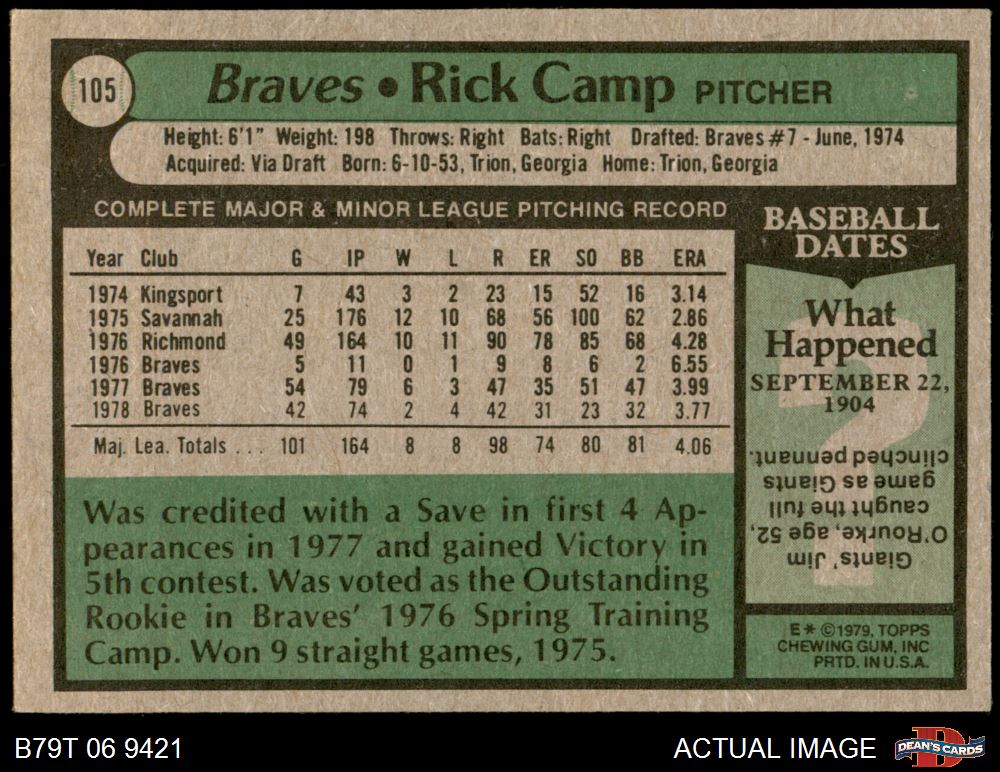 105
Braves • Rick Camp PITCHER
Height: 6'1" Weight: 198 Throws: Right Bats: Right Drafted: Braves #7 - June, 1974
Acquired: Via Draft Born: 6-10-53, Trion, Georgia Home: Trion, Georgia
COMPLETE MAJOR & MINOR LEAGUE PITCHING RECORD
Year Club G IP W L R ER SO BB ERA
1974 Kingsport 7 43 3 2 23 15 52 16 3.14
1975 Savannah 25 176 12 10 68 56 100 62 2.86
1976 Richmond 49 164 10 11 90 78 85 68 4.28
1976 Braves 5 11 0 1 9 8 6 2 6.55
1977 Braves 54 79 6 3 47 35 51 47 3.99
1978 Braves 42 74 2 4 42 31 23 32 3.77
Maj. Lea. Totals . . . 101 164 8 8 98 74 80 81 4.06
Was credited with a Save in first 4 Ap-
pearances in 1977 and gained Victory in
5th contest. Was voted as the Outstanding
Rookie in Braves' 1976 Spring Training
Camp. Won 9 straight games, 1975.
BASEBALL
DATES
What
Happened
SEPTEMBER 22,
1904
?
Giants' Jim
O'Rourke, age 52,
caught the full
game as Giants
clinched pennant.
E * ©1979, TOPPS
CHEWING GUM, INC
PRTD. IN U.S.A.
B79T 06 9421
ACTUAL IMAGE
D
DEAN'S CARDS